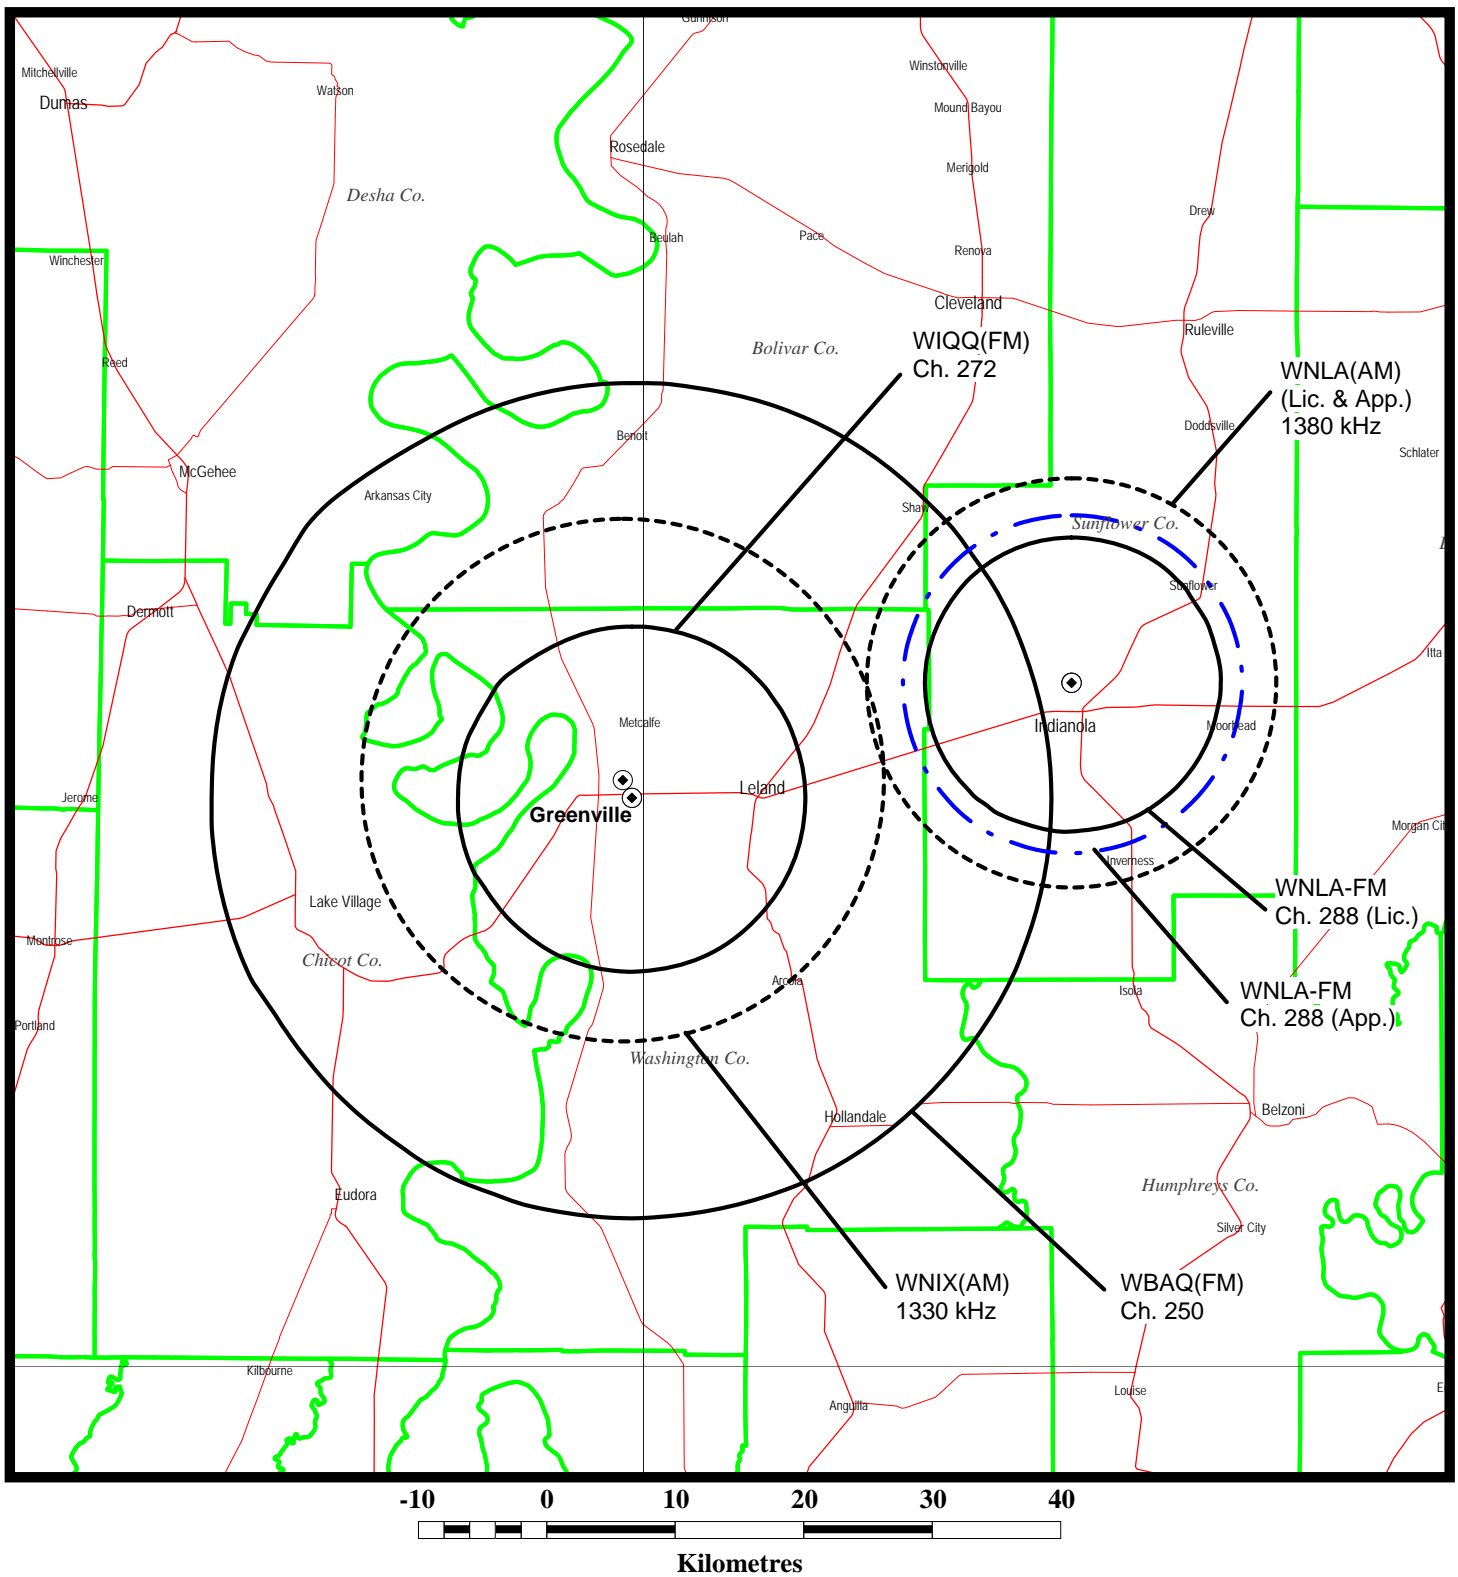 Gunnison
Mitchellville
Winstonville
Watson
Dumas
Mound Bayou
Rosedale
Merigold
Desha Co.
Drew
Pace
Beulah
Renova
Winchester
Cleveland
Ruleville
WIQQ(FM)
Ch. 272
Bolivar Co.
Reed
WNLA(AM)
(Lic. & App.)
1380 kHz
Doddsville
Benoit
Schlater
McGehee
Arkansas City
Shaw
Sunflower Co.
Sunflower
Dermott
Itta
Metcalfe
Indianola
Moorhead
Leland
Jerome
Greenville
Morgan Cit
Inverness
WNLA-FM
Ch. 288 (Lic.)
Lake Village
Montrose
Chicot Co.
Arcola
Isola
WNLA-FM
Ch. 288 (App.)
Portland
Washington Co.
Hollandale
Belzoni
Humphreys Co.
Eudora
Silver City
WNIX(AM)
1330 kHz
WBAQ(FM)
Ch. 250
Kilbourne
Louise
Anguilla
-10 0 10 20 30 40
Kilometres